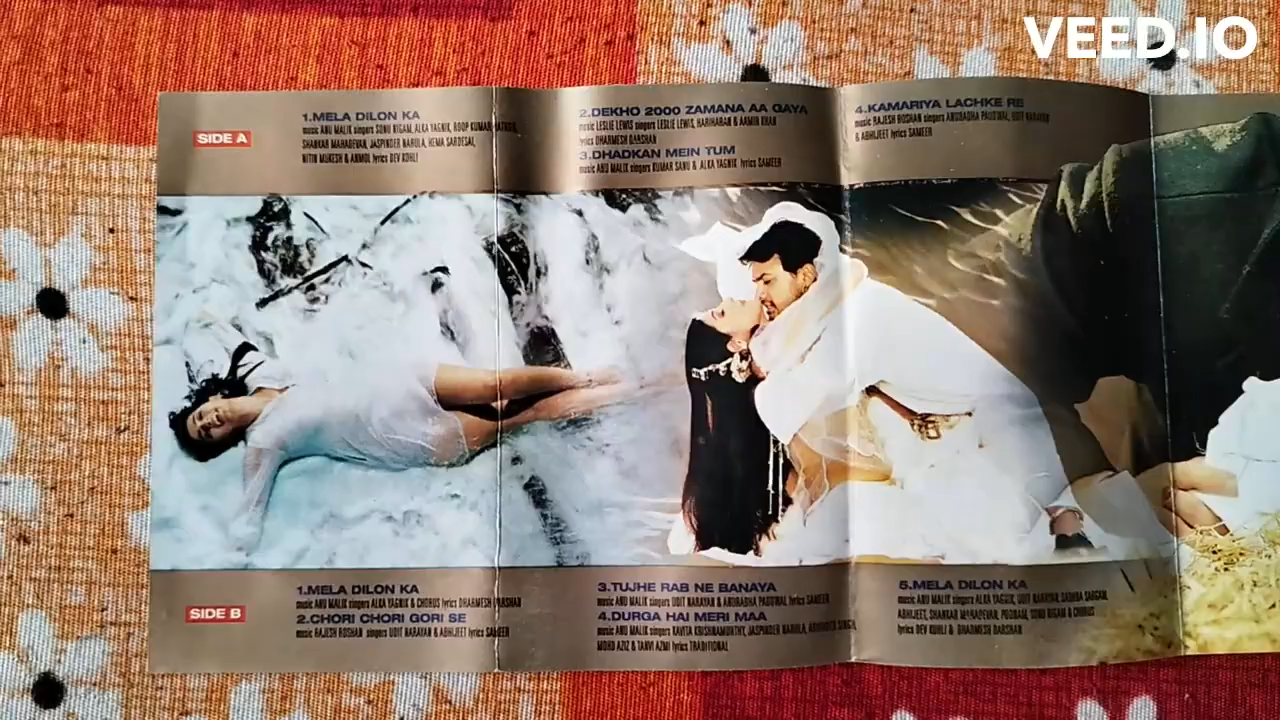 VEED.IO
SIDE A
1.MELA DILON KA
music ANU MALIK singers SONU NIGAM, ALKA YAGNIK, ROOP KUMAR RATHOD,
SHANKAR MAHADEVAN, JASPINDER NARULA, HEMA SARDESAI,
NITIN MUKESH & ANMOL lyrics DEV KOHLI
2.DEKHO 2000 ZAMANA AA GAYA
music LESLIE LEWIS singers LESLIE LEWIS, HARIHARAN & AAMIR KHAN
lyrics DHARMESH DARSHAN
3.DHADKAN MEIN TUM
music ANU MALIK singers KUMAR SANU & ALKA YAGNIK lyrics SAMEER
4.KAMARIYA LACHKE RE
music RAJESH ROSHAN singers ANURADHA PAUDWAL, UDIT NARAYAN
& ABHIJEET lyrics SAMEER
SIDE B
1.MELA DILON KA
music ANU MALIK singers ALKA YAGNIK & CHORUS lyrics DHARMESH DARSHAN
2.CHORI CHORI GORI SE
music RAJESH ROSHAN singers UDIT NARAYAN & ABHIJEET lyrics SAMEER
3.TUJHE RAB NE BANAYA
music ANU MALIK singers UDIT NARAYAN & ANURADHA PAUDWAL lyrics SAMEER
4.DURGA HAI MERI MAA
music ANU MALIK singers KAVITA KRISHNAMURTHY, JASPINDER NARULA, SINGH,
MOHD AZIZ & TANVI AZMI lyrics TRADITIONAL
5.MELA DILON KA
music ANU MALIK singers ALKA YAGNIK, UDIT NARAYAN, SADHNA SARGAM,
ABHIJEET, SHANKAR MAHADEVAN, POONAM, SONU NIGAM & CHORUS
lyrics DEV KOHLI & DHARMESH DARSHAN